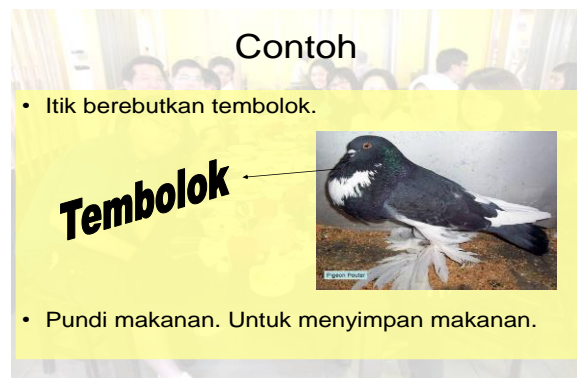 Contoh
• Itik berebutkan tembolok.
Tembolok
Pigeon Pouter
• Pundi makanan. Untuk menyimpan makanan.